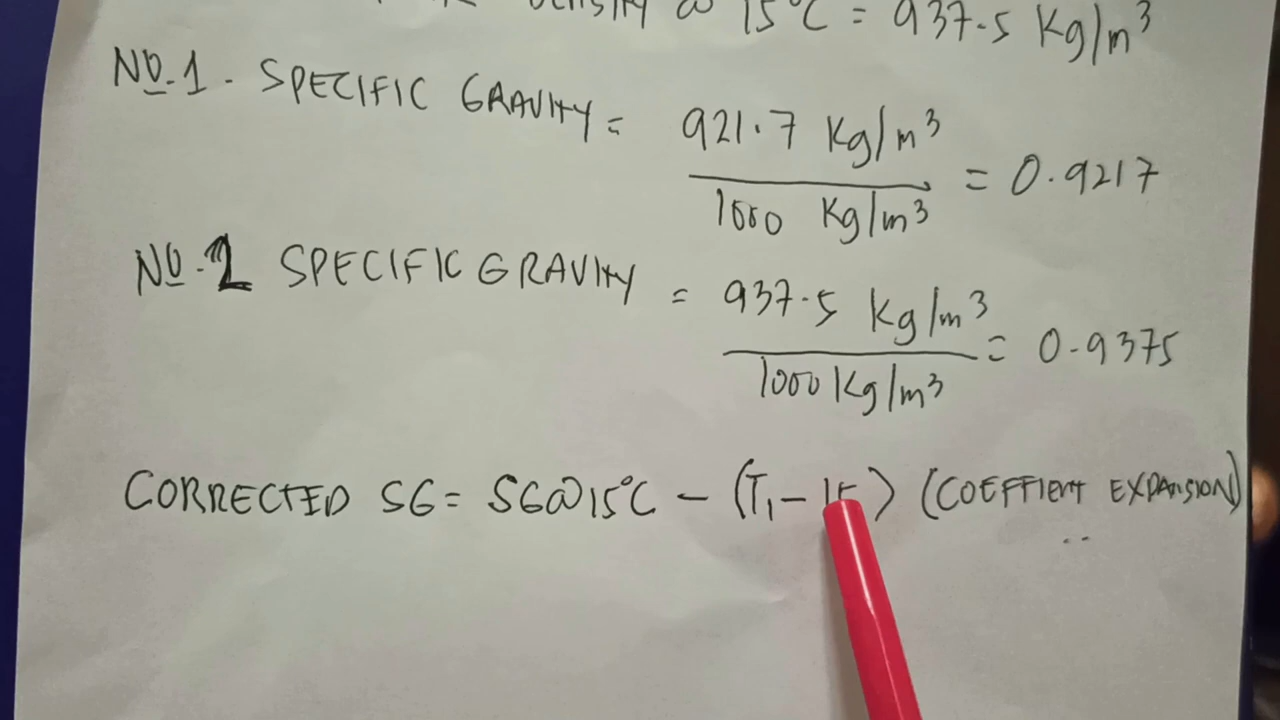 Density @ 15°C = 937.5 Kg/m³
No.1 - SPECIFIC GRAVITY = 921.7 Kg/m³ / 1000 Kg/m³ = 0.9217
No.2 SPECIFIC GRAVITY = 937.5 Kg/m³ / 1000 Kg/m³ = 0.9375
CORRECTED SG = SG@15°C - (T₁ - 15) (COEFFIENT EXPANSION)